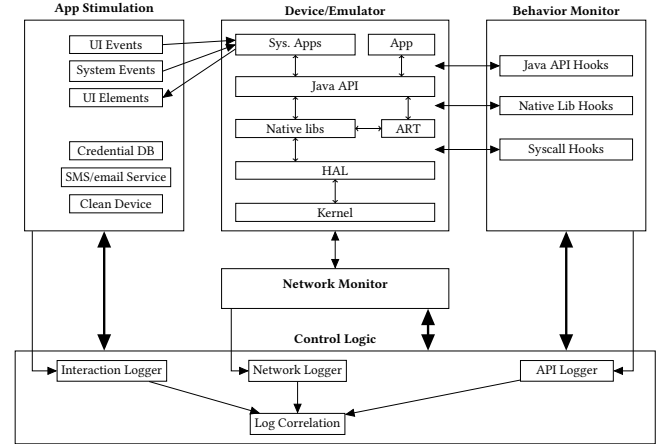 App Stimulation
Device/Emulator
Behavior Monitor
UI Events
System Events
UI Elements
Credential DB
SMS/email Service
Clean Device
Sys. Apps
App
Java API
Native libs
ART
HAL
Kernel
Java API Hooks
Native Lib Hooks
Syscall Hooks
Network Monitor
Control Logic
Interaction Logger
Network Logger
API Logger
Log Correlation